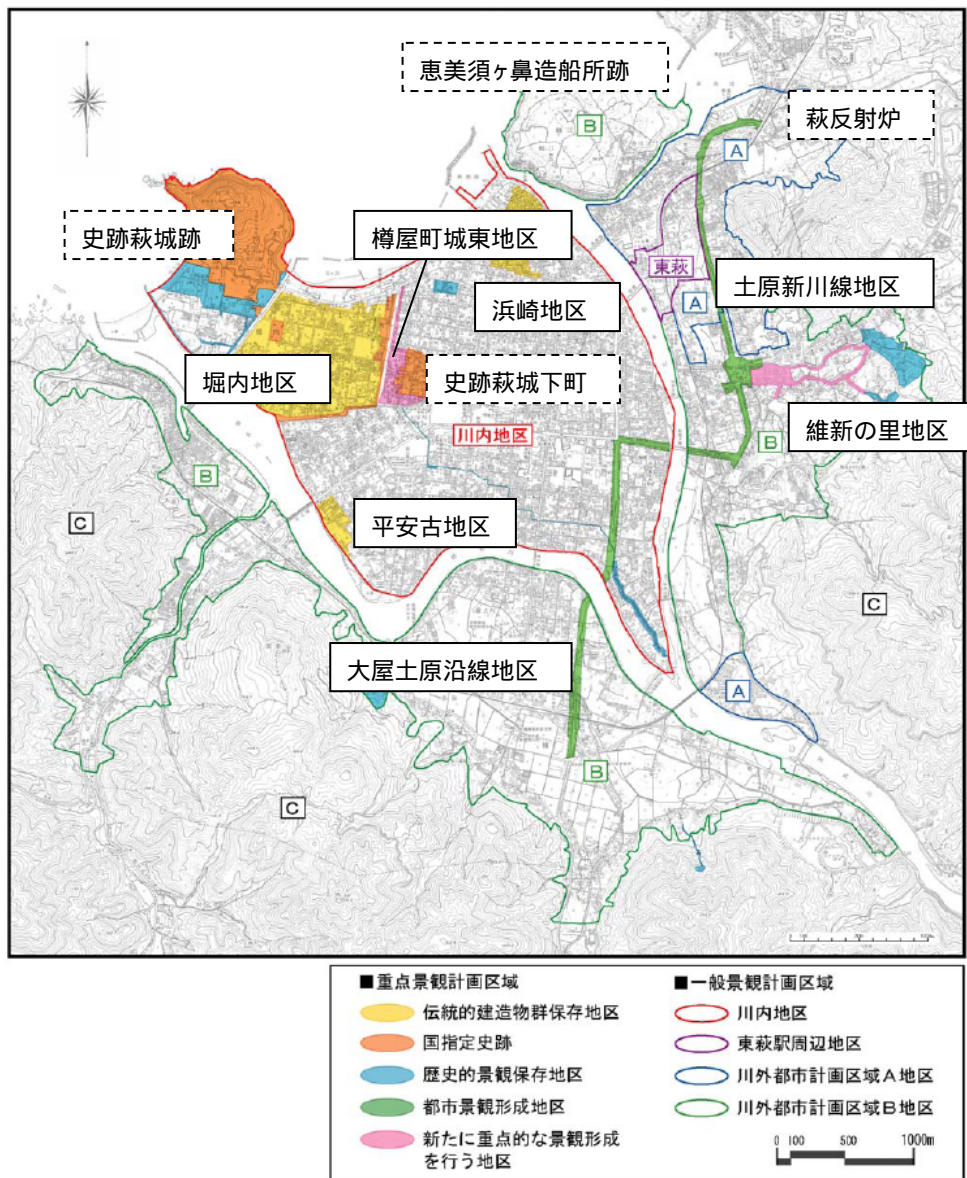 恵美須ヶ鼻造船所跡
B
萩反射炉
A
史跡萩城跡
樽屋町城東地区
東萩
土原新川線地区
A
浜崎地区
堀内地区
史跡萩城下町
川内地区
維新の里地区
B
B
C
平安古地区
C
大屋土原沿線地区
A
B
C
■重点景観計画区域
伝統的建造物群保存地区
国指定史跡
歴史的景観保存地区
都市景観形成地区
新たに重点的な景観形成
を行う地区
■一般景観計画区域
川内地区
東萩駅周辺地区
川外都市計画区域A地区
川外都市計画区域B地区
0 100 500 1000m